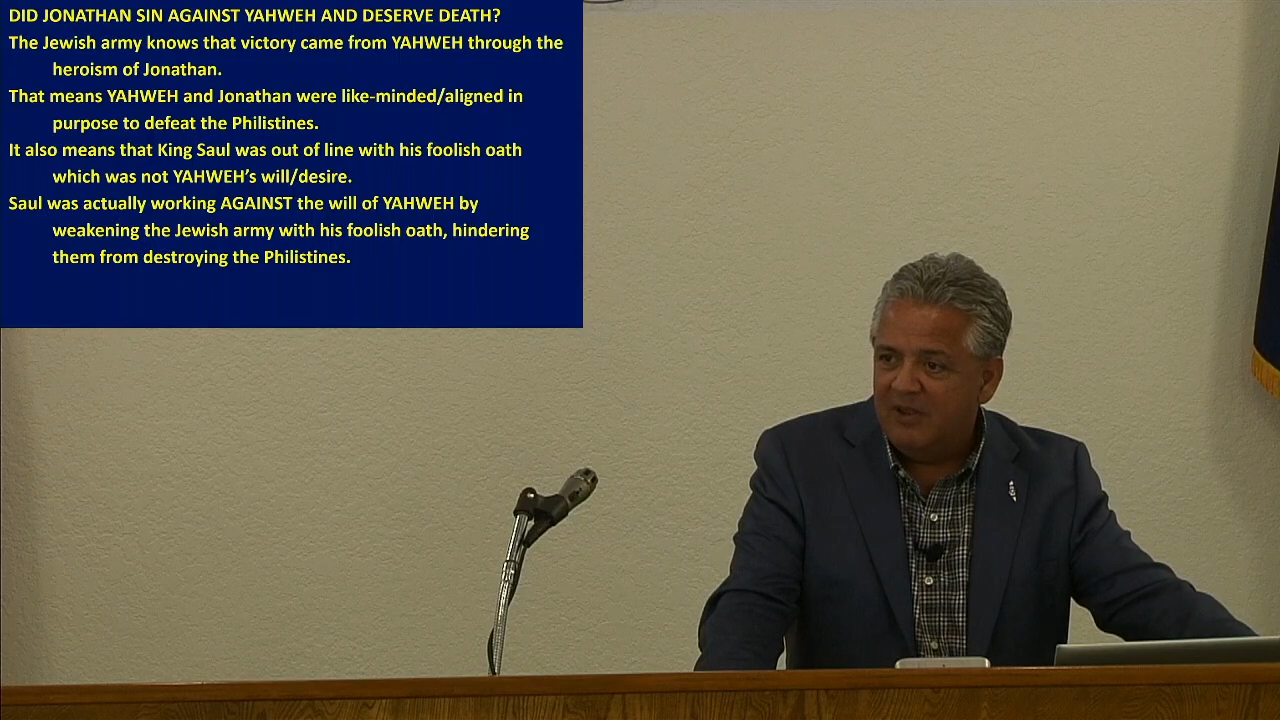 DID JONATHAN SIN AGAINST YAHWEH AND DESERVE DEATH?
The Jewish army knows that victory came from YAHWEH through the
heroism of Jonathan.
That means YAHWEH and Jonathan were like-minded/aligned in
purpose to defeat the Philistines.
It also means that King Saul was out of line with his foolish oath
which was not YAHWEH’s will/desire.
Saul was actually working AGAINST the will of YAHWEH by
weakening the Jewish army with his foolish oath, hindering
them from destroying the Philistines.